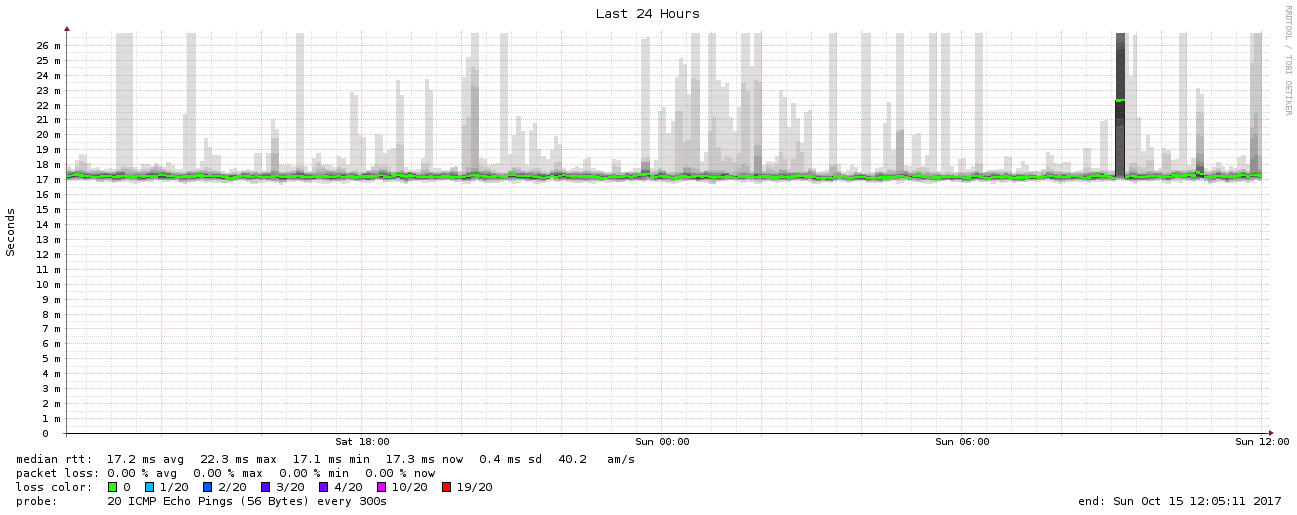 Last 24 Hours
RRDTOOL / TOBI OETIKER
Seconds
26 m
25 m
24 m
23 m
22 m
21 m
20 m
19 m
18 m
17 m
16 m
15 m
14 m
13 m
12 m
11 m
10 m
9 m
8 m
7 m
6 m
5 m
4 m
3 m
2 m
1 m
0
Sat 18:00 Sun 00:00 Sun 06:00 Sun 12:00
median rtt: 17.2 ms avg 22.3 ms max 17.1 ms min 17.3 ms now 0.4 ms sd 40.2 am/s
packet loss: 0.00 % avg 0.00 % max 0.00 % min 0.00 % now
loss color: 0 1/20 2/20 3/20 4/20 10/20 19/20
probe: 20 ICMP Echo Pings (56 Bytes) every 300s end: Sun Oct 15 12:05:11 2017